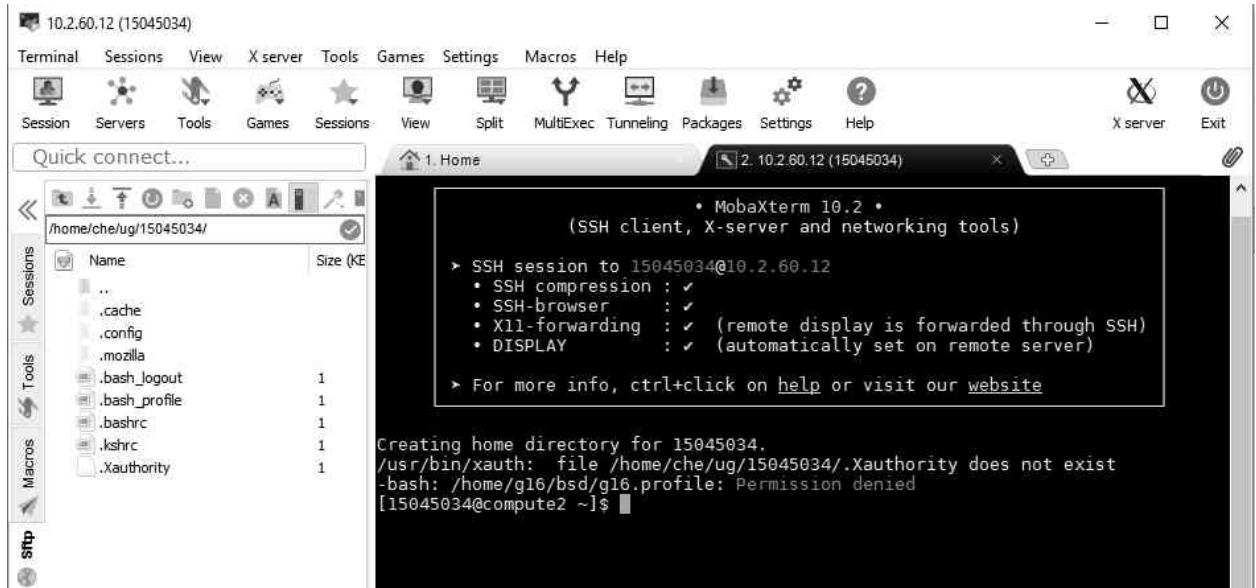 10.2.60.12 (15045034)
Terminal Sessions View X server Tools Games Settings Macros Help
Session Servers Tools Games Sessions View Split MultiExec Tunneling Packages Settings Help X server Exit
Quick connect...
1. Home
2. 10.2.60.12 (15045034)
/home/che/ug/15045034/
Name Size (KE
..
.cache
.config
.mozilla
.bash_logout 1
.bash_profile 1
.bashrc 1
.kshrc 1
.Xauthority 1
Sessions
Tools
Macros
Sftp
• MobaXterm 10.2 •
(SSH client, X-server and networking tools)
➤ SSH session to 15045034@10.2.60.12
• SSH compression : ✔
• SSH-browser : ✔
• X11-forwarding : ✔ (remote display is forwarded through SSH)
• DISPLAY : ✔ (automatically set on remote server)
➤ For more info, ctrl+click on help or visit our website
Creating home directory for 15045034.
/usr/bin/xauth: file /home/che/ug/15045034/.Xauthority does not exist
-bash: /home/g16/bsd/g16.profile: Permission denied
[15045034@compute2 ~]$